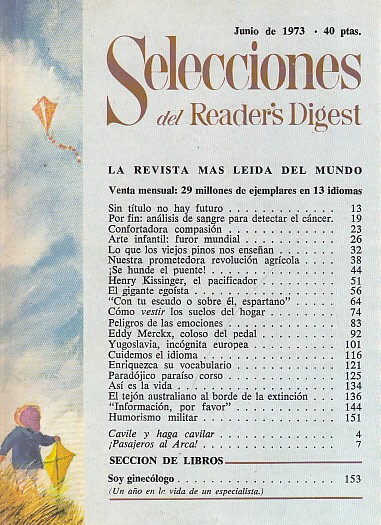 Junio de 1973 · 40 ptas.
Selecciones
del Reader's Digest
LA REVISTA MAS LEIDA DEL MUNDO
Venta mensual: 29 millones de ejemplares en 13 idiomas
Sin título no hay futuro . . . . . . . . . . . . 13
Por fin: análisis de sangre para detectar el cáncer. 19
Confortadora compasión . . . . . . . . . . . . 23
Arte infantil: furor mundial . . . . . . . . . . . . 26
Lo que los viejos pinos nos enseñan . . . . . . . . 32
Nuestra prometedora revolución agrícola . . . . . . 38
¡Se hunde el puente! . . . . . . . . . . . . 44
Henry Kissinger, el pacificador . . . . . . . . . . 51
El gigante egoísta . . . . . . . . . . . . 56
"Con tu escudo o sobre él, espartano" . . . . . . . 64
Cómo vestir los suelos del hogar . . . . . . . . . 74
Peligros de las emociones . . . . . . . . . . . . 83
Eddy Merckx, coloso del pedal . . . . . . . . . . 92
Yugoslavia, incógnita europea . . . . . . . . . . 101
Cuidemos el idioma . . . . . . . . . . . . 116
Enriquezca su vocabulario . . . . . . . . . . . . 121
Paradójico paraíso corso . . . . . . . . . . . . 125
Así es la vida . . . . . . . . . . . . 134
El tejón australiano al borde de la extinción . . . 136
"Información, por favor" . . . . . . . . . . . . 144
Humorismo militar . . . . . . . . . . . . 151
Cavile y haga cavilar . . . . . . . . . . . . 4
¡Pasajeros al Arca! . . . . . . . . . . . . 7
SECCION DE LIBROS
Soy ginecólogo . . . . . . . . . . . . 153
(Un año en la vida de un especialista.)